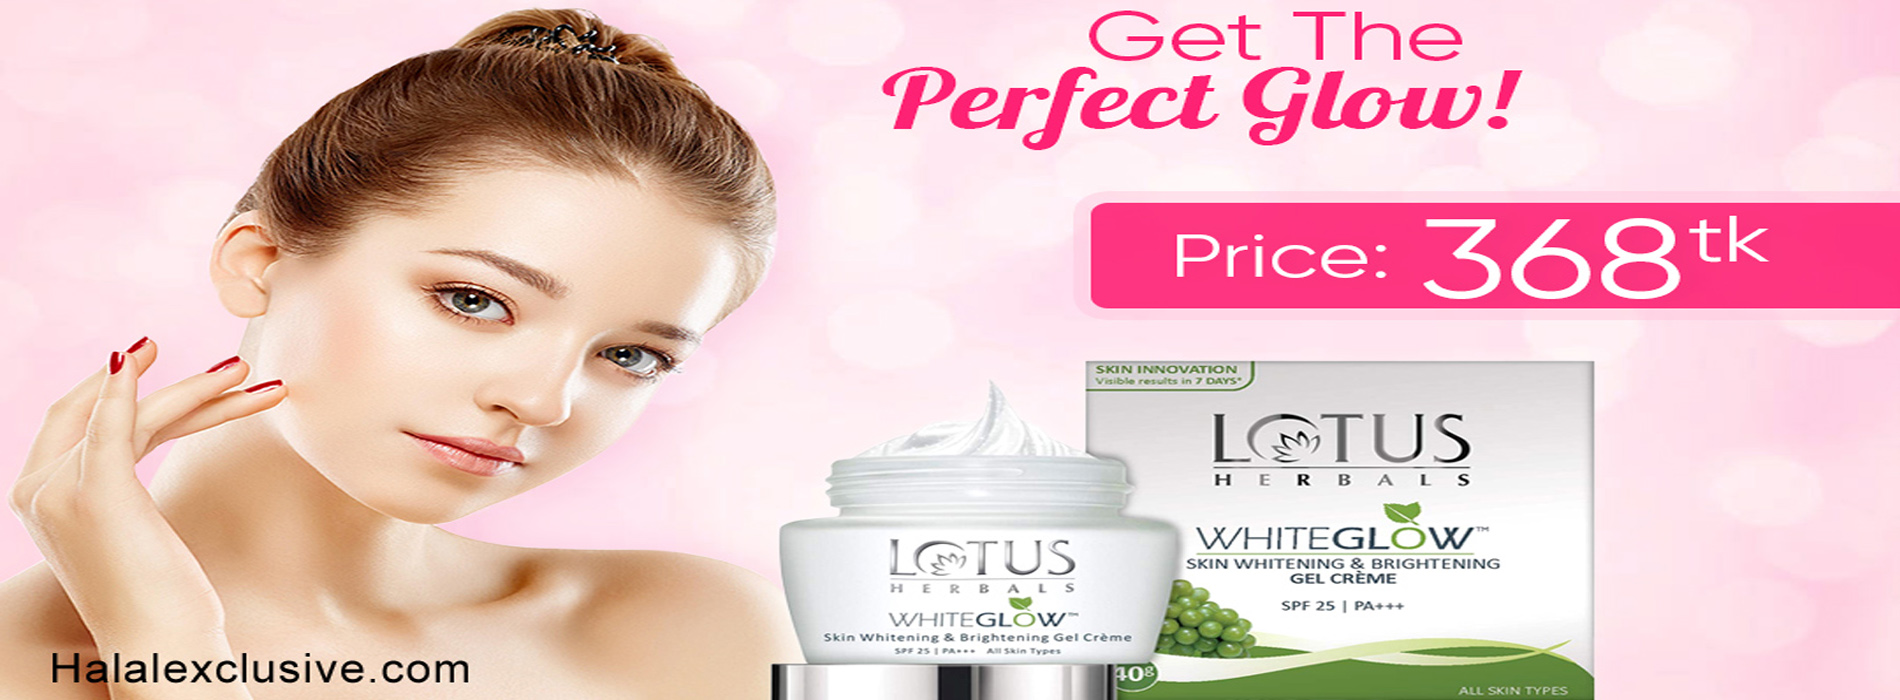 Get The
Perfect Glow!
Price: 368tk
SKIN INNOVATION
Visible results in 7 DAYS*
LOTUS
HERBALS
WHITEGLOW™
SKIN WHITENING & BRIGHTENING
GEL CRÈME
SPF 25 | PA+++
40g
ALL SKIN TYPES
LOTUS
HERBALS
WHITEGLOW™
Skin Whitening & Brightening Gel Crème
SPF 25 | PA+++ All Skin Types
Halalexclusive.com